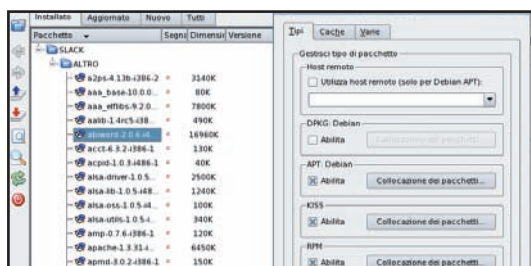 Installato Aggiornato Nuovo Tutti
Pacchetto Segni Dimensi Versione
SLACK
ALTRO
a2ps-4.13b-i386-2 3140K
aaa_base-10.0.0... 80K
aaa_elflibs-9.2.0... 7800K
aalib-1.4rc5-i38... 490K
abiword-2.0.6-i4... 16960K
acct-6.3.2-i386-1 130K
acpid-1.0.3-i486-1 40K
alsa-driver-1.0.5... 2500K
alsa-lib-1.0.5-i48... 1240K
alsa-oss-1.0.5-i4... 100K
alsa-utils-1.0.5-i... 340K
amp-0.7.6-i386-1 120K
apache-1.3.31-i... 6450K
apmd-3.0.2-i386-1 150K
Tipi Cache Varie
Gestisci tipo di pacchetto
Host remoto
Utilizza host remoto (solo per Debian APT):
DPKG: Debian
Abilita Collocazione dei pacchetti...
APT: Debian
Abilita Collocazione dei pacchetti...
KISS
Abilita Collocazione dei pacchetti...
RPM
Abilita Collocazione dei pacchetti...